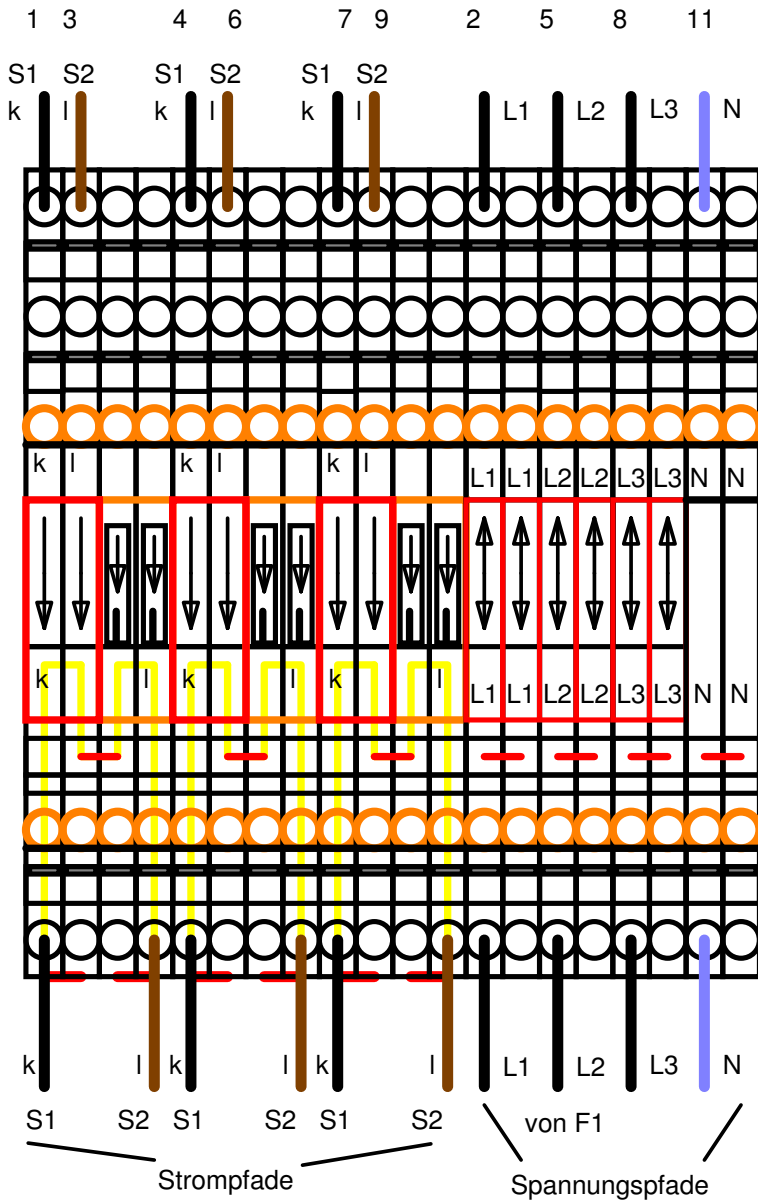 1 3 4 6 7 9 2 5 8 11
S1 S2 S1 S2 S1 S2
k l k l k l L1 L2 L3 N
k l k l k l L1 L1 L2 L2 L3 L3 N N
k l k l k l L1 L1 L2 L2 L3 L3 N N
k l k l k l L1 L2 L3 N
S1 S2 S1 S2 S1 S2 von F1
Strompfade Spannungspfade